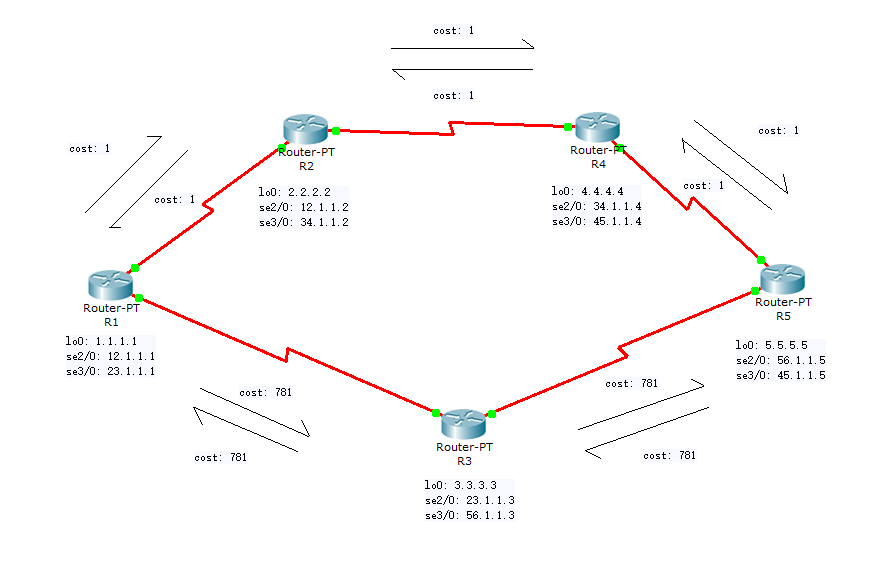 cost: 1
cost: 1
cost: 1
cost: 1
cost: 1
cost: 1
Router-PT
R2
lo0: 2.2.2.2
se2/0: 12.1.1.2
se3/0: 34.1.1.2
Router-PT
R4
lo0: 4.4.4.4
se2/0: 34.1.1.4
se3/0: 45.1.1.4
Router-PT
R1
lo0: 1.1.1.1
se2/0: 12.1.1.1
se3/0: 23.1.1.1
Router-PT
R5
lo0: 5.5.5.5
se2/0: 56.1.1.5
se3/0: 45.1.1.5
cost: 781
cost: 781
cost: 781
cost: 781
Router-PT
R3
lo0: 3.3.3.3
se2/0: 23.1.1.3
se3/0: 56.1.1.3